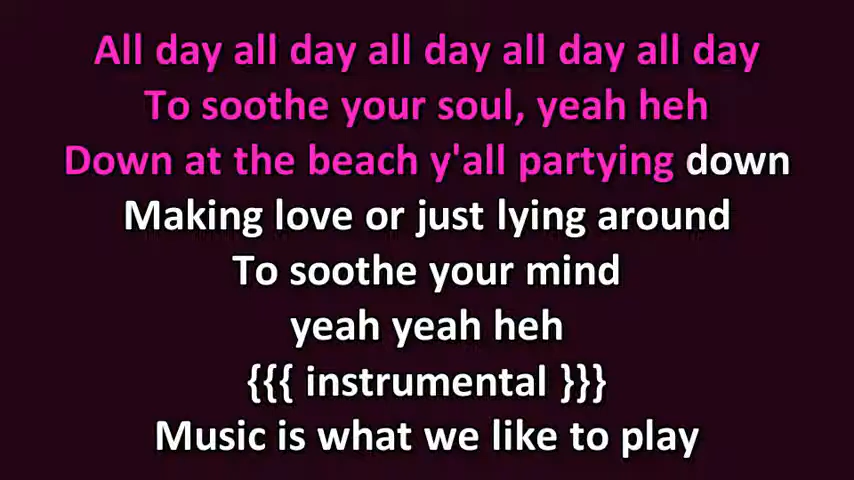 All day all day all day all day all day
To soothe your soul, yeah heh
Down at the beach y'all partying down
Making love or just lying around
To soothe your mind
yeah yeah heh
{{{ instrumental }}}
Music is what we like to play